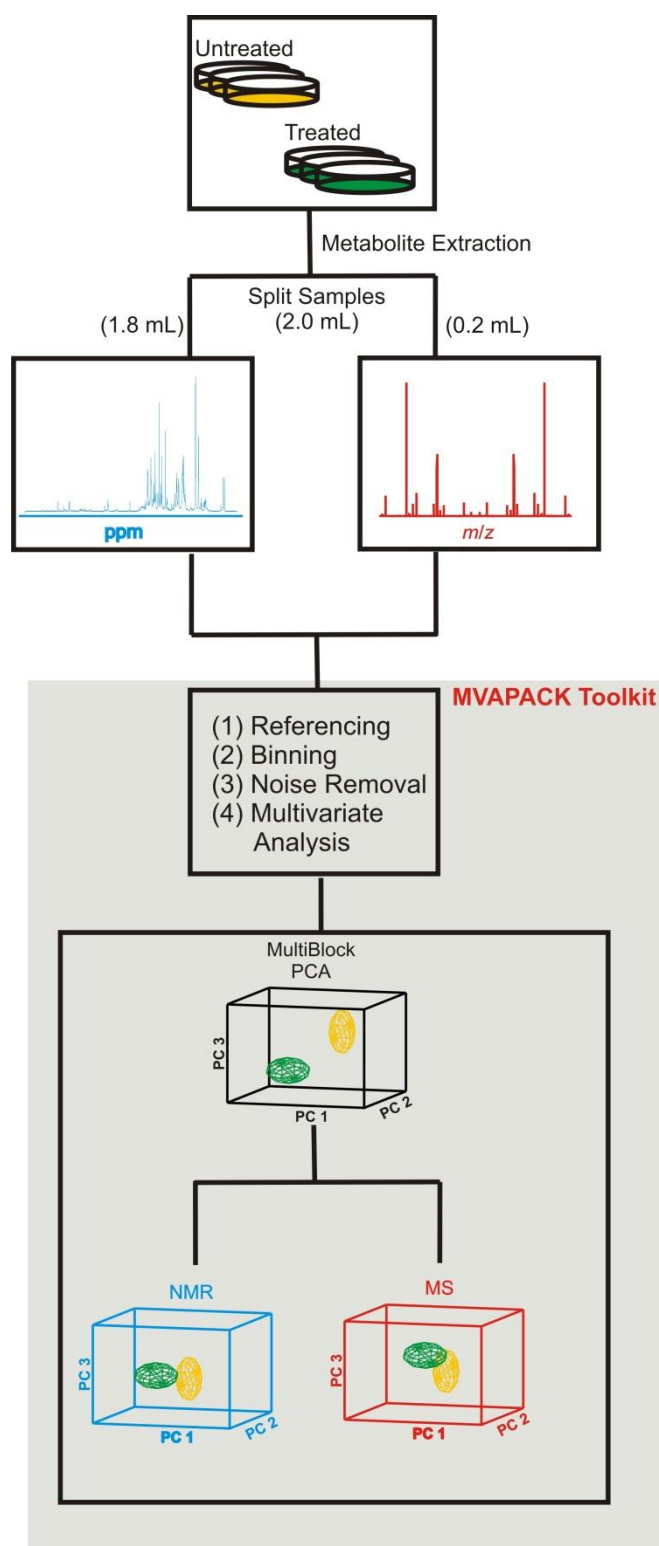 Untreated
Treated
Metabolite Extraction
Split Samples
(1.8 mL)
(2.0 mL)
(0.2 mL)
ppm
m/z
MVAPACK Toolkit
(1) Referencing
(2) Binning
(3) Noise Removal
(4) Multivariate
Analysis
MultiBlock
PCA
PC 3
PC 1
PC 2
NMR
PC 3
PC 1
PC 2
MS
PC 3
PC 1
PC 2